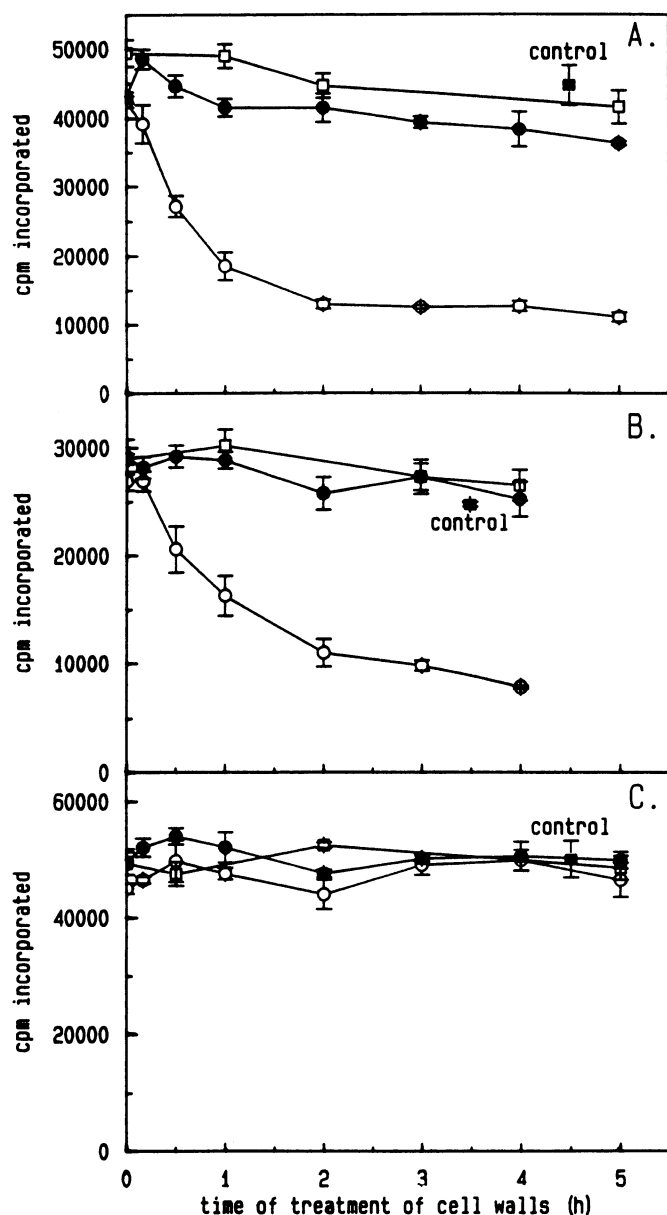 A.
control
50000
40000
30000
20000
10000
0
cpm incorporated
B.
control
30000
20000
10000
0
cpm incorporated
C.
control
60000
40000
20000
0
cpm incorporated
0 1 2 3 4 5
time of treatment of cell walls (h)